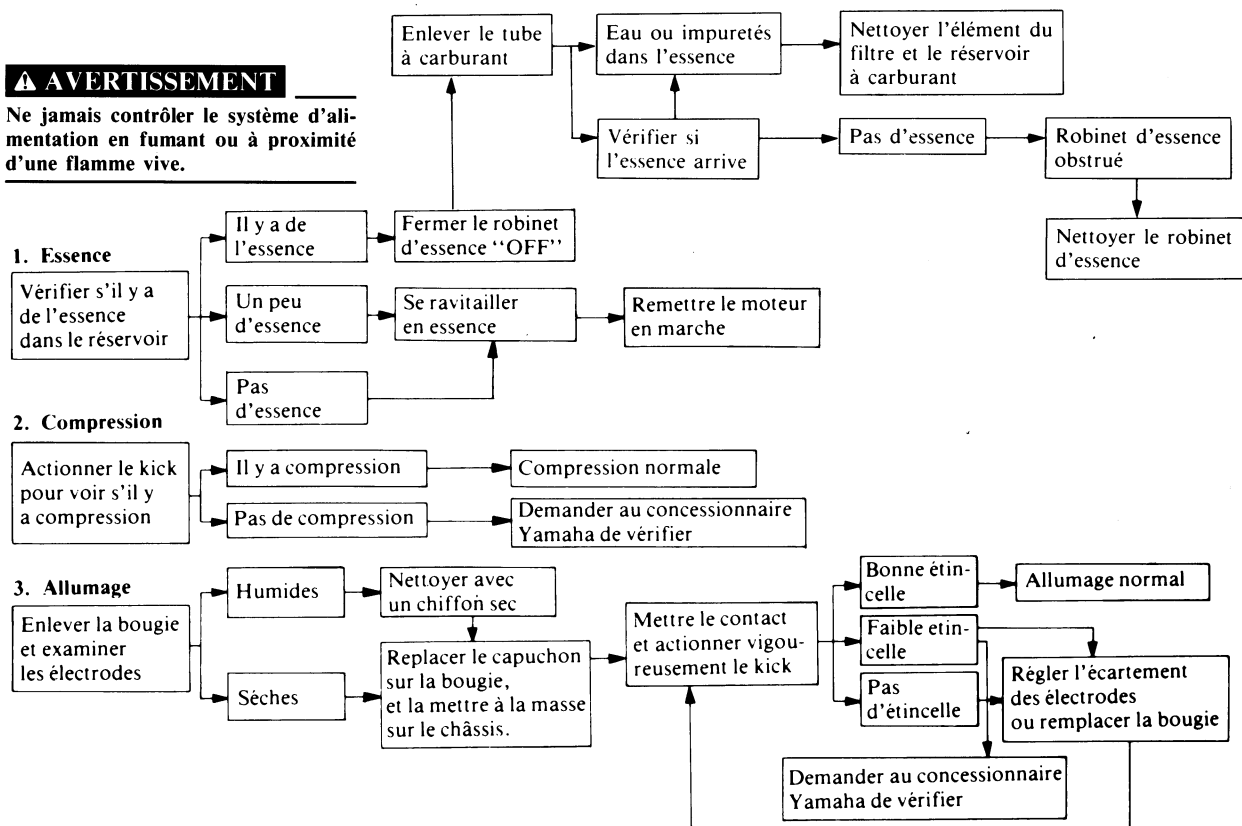 AVERTISSEMENT
Ne jamais contrôler le système d'ali-
mentation en fumant ou à proximité
d'une flamme vive.
Enlever le tube
à carburant
Eau ou impuretés
dans l'essence
Nettoyer l'élément du
filtre et le réservoir
à carburant
Vérifier si
l'essence arrive
Pas d'essence
Robinet d'essence
obstrué
Nettoyer le robinet
d'essence
1. Essence
Vérifier s'il y a
de l'essence
dans le réservoir
Il y a de
l'essence
Fermer le robinet
d'essence "OFF"
Un peu
d'essence
Se ravitailler
en essence
Remettre le moteur
en marche
Pas
d'essence
2. Compression
Actionner le kick
pour voir s'il y
a compression
Il y a compression
Compression normale
Pas de compression
Demander au concessionnaire
Yamaha de vérifier
3. Allumage
Enlever la bougie
et examiner
les électrodes
Humides
Nettoyer avec
un chiffon sec
Séches
Replacer le capuchon
sur la bougie,
et la mettre à la masse
sur le châssis.
Mettre le contact
et actionner vigou-
reusement le kick
Bonne étin-
celle
Allumage normal
Faible etin-
celle
Pas
d'étincelle
Régler l'écartement
des électrodes
ou remplacer la bougie
Demander au concessionnaire
Yamaha de vérifier